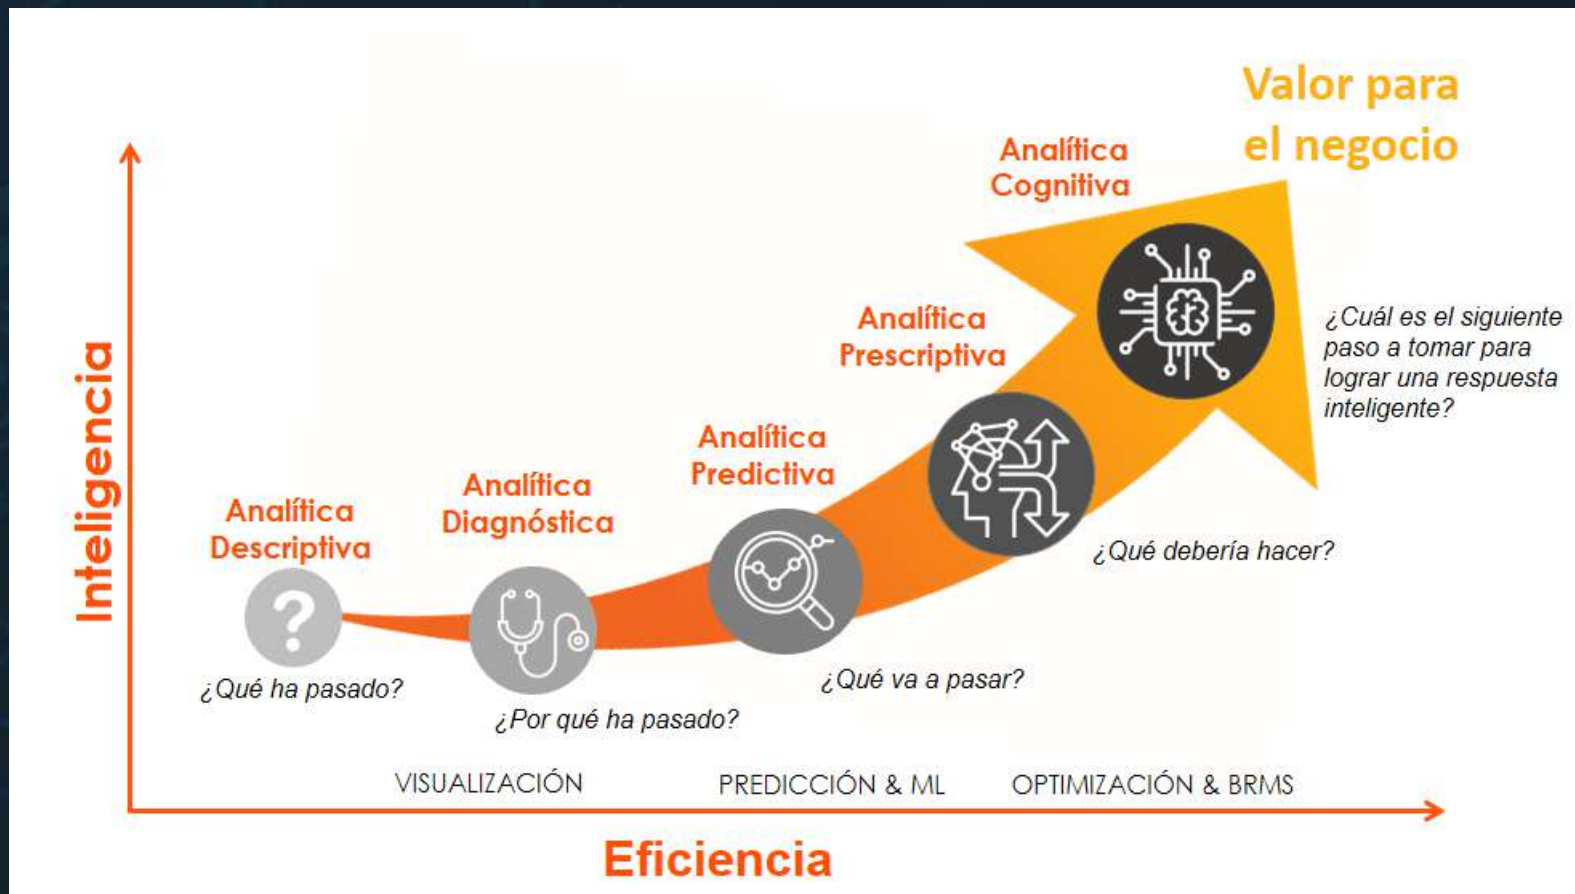 Valor para
el negocio
Analítica
Cognitiva
¿Cuál es el siguiente
paso a tomar para
lograr una respuesta
inteligente?
Analítica
Prescriptiva
¿Qué debería hacer?
Analítica
Predictiva
¿Qué va a pasar?
Analítica
Diagnóstica
¿Por qué ha pasado?
Analítica
Descriptiva
¿Qué ha pasado?
Inteligencia
VISUALIZACIÓN
PREDICCIÓN & ML
OPTIMIZACIÓN & BRMS
Eficiencia